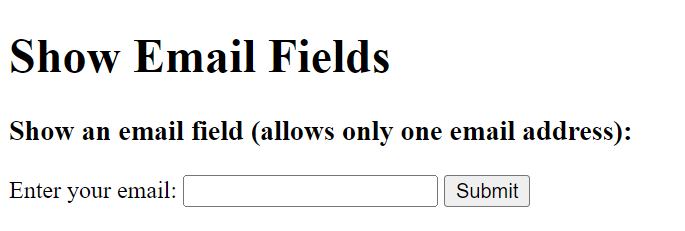 Show Email Fields
Show an email field (allows only one email address):
Enter your email: Submit